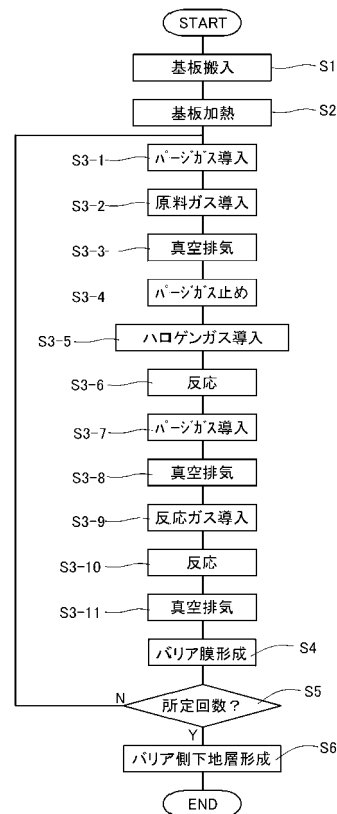 START
基板搬入
S1
基板加熱
S2
S3-1
パージガス導入
S3-2
原料ガス導入
S3-3
真空排気
S3-4
パージガス止め
S3-5
ハロゲンガス導入
S3-6
反応
S3-7
パージガス導入
S3-8
真空排気
S3-9
反応ガス導入
S3-10
反応
S3-11
真空排気
バリア膜形成
S4
N
所定回数?
S5
Y
バリア側下地層形成
S6
END